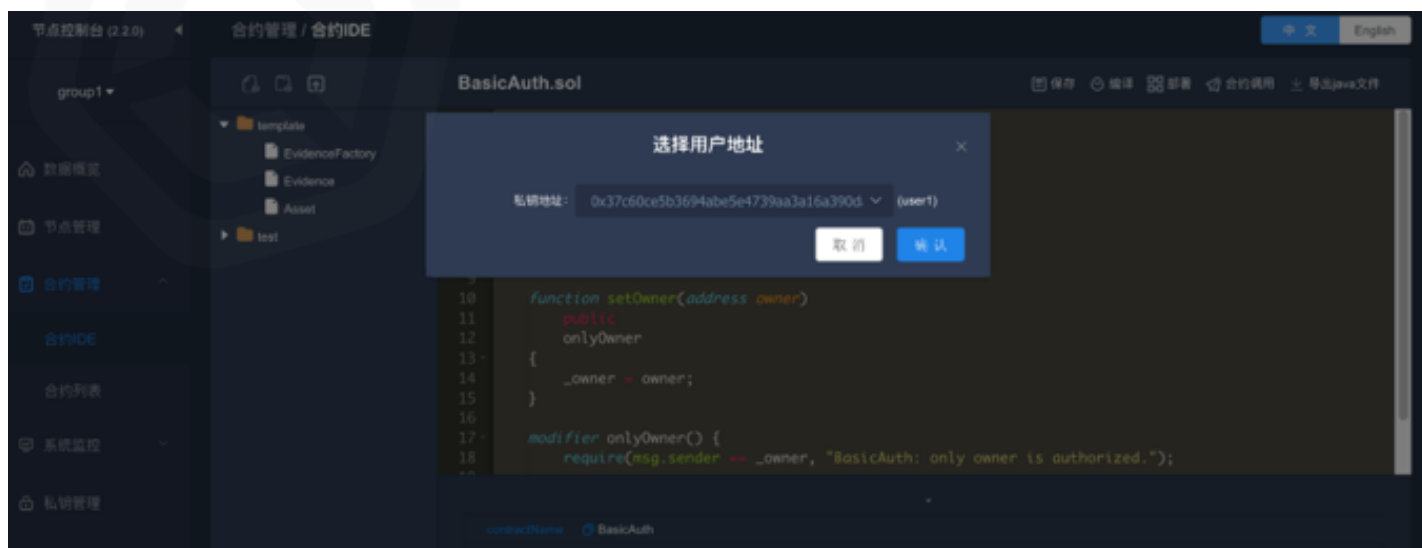 节点控制台 (2.2.0)
合约管理 / 合约IDE
中 文
English
group1
BasicAuth.sol
保存
编译
部署
合约调用
导出java文件
template
EvidenceFactory
Evidence
Asset
test
数据概览
节点管理
合约管理
合约IDE
合约列表
系统监控
私钥管理
选择用户地址
×
私钥地址：
0x37c60ce5b3694abe5e4739aa3a16a390d
(user1)
取 消
确 认
9
10 function setOwner(address owner)
11 public
12 onlyOwner
13 {
14 _owner = owner;
15 }
16
17 modifier onlyOwner() {
18 require(msg.sender == _owner, "BasicAuth: only owner is authorized.");
contractName BasicAuth